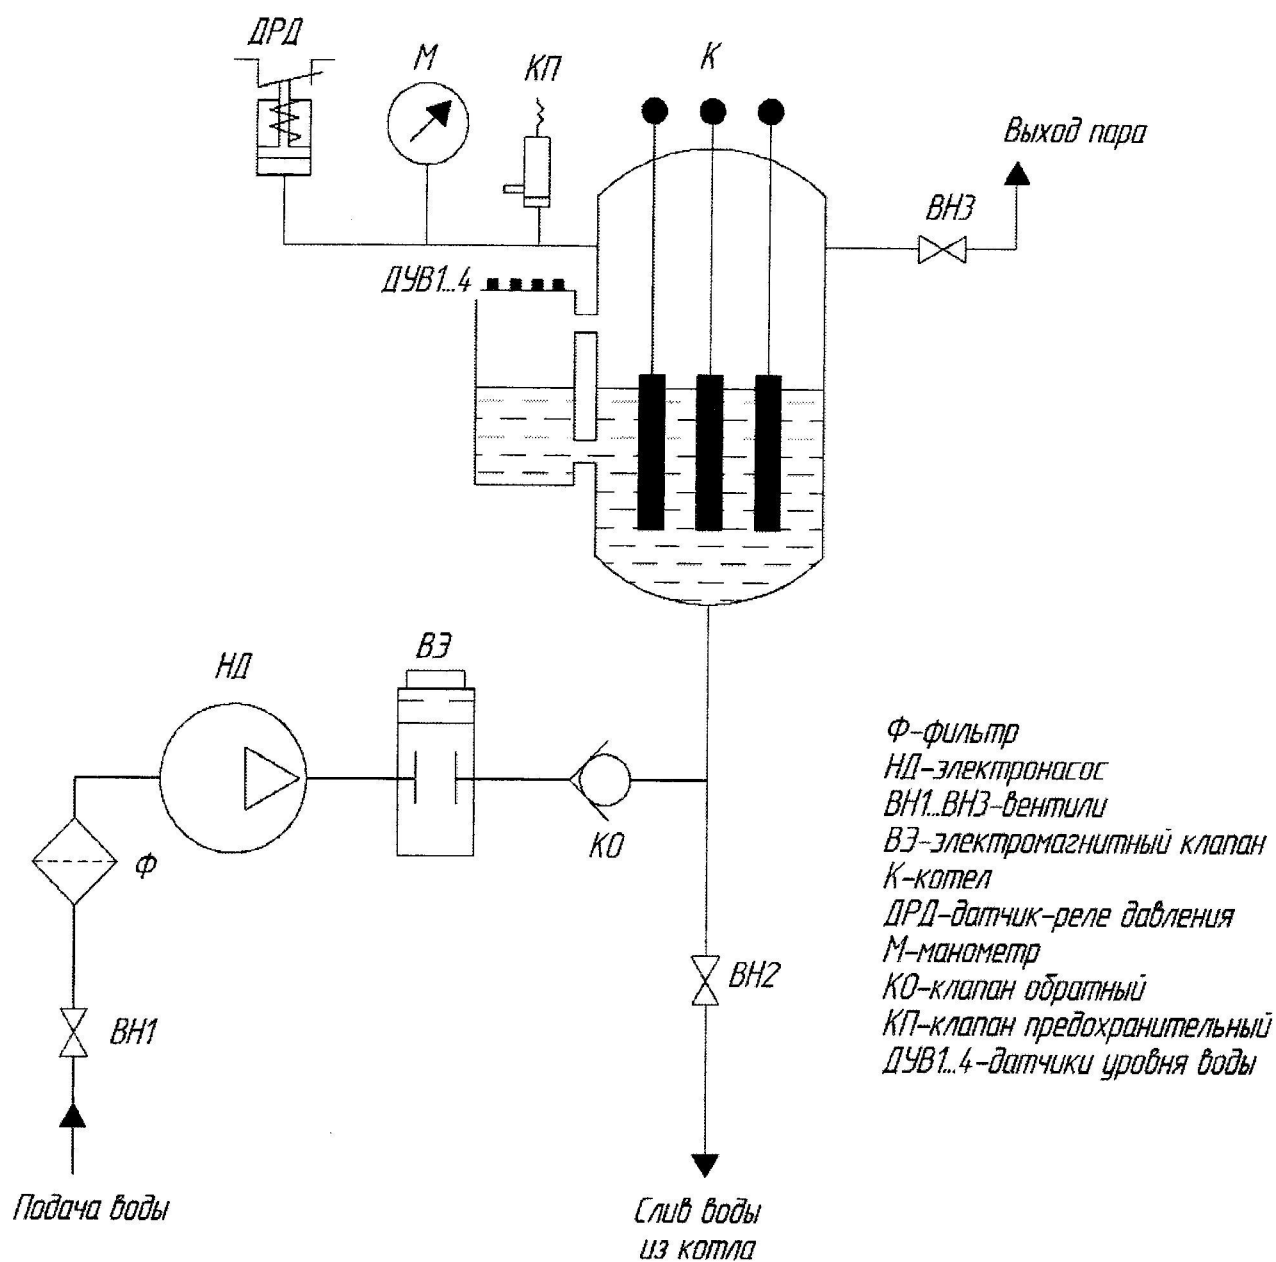 ДРД
М
КП
К
Выход пара
ВН3
ДУВ1...4
ВЭ
НД
Ф
КО
ВН2
ВН1
Подача воды
Слив воды
из котла
Ф-фильтр
НД-электронасос
ВН1...ВН3-вентили
ВЭ-электромагнитный клапан
К-котел
ДРД-датчик-реле давления
М-манометр
КО-клапан обратный
КП-клапан предохранительный
ДУВ1...4-датчики уровня воды